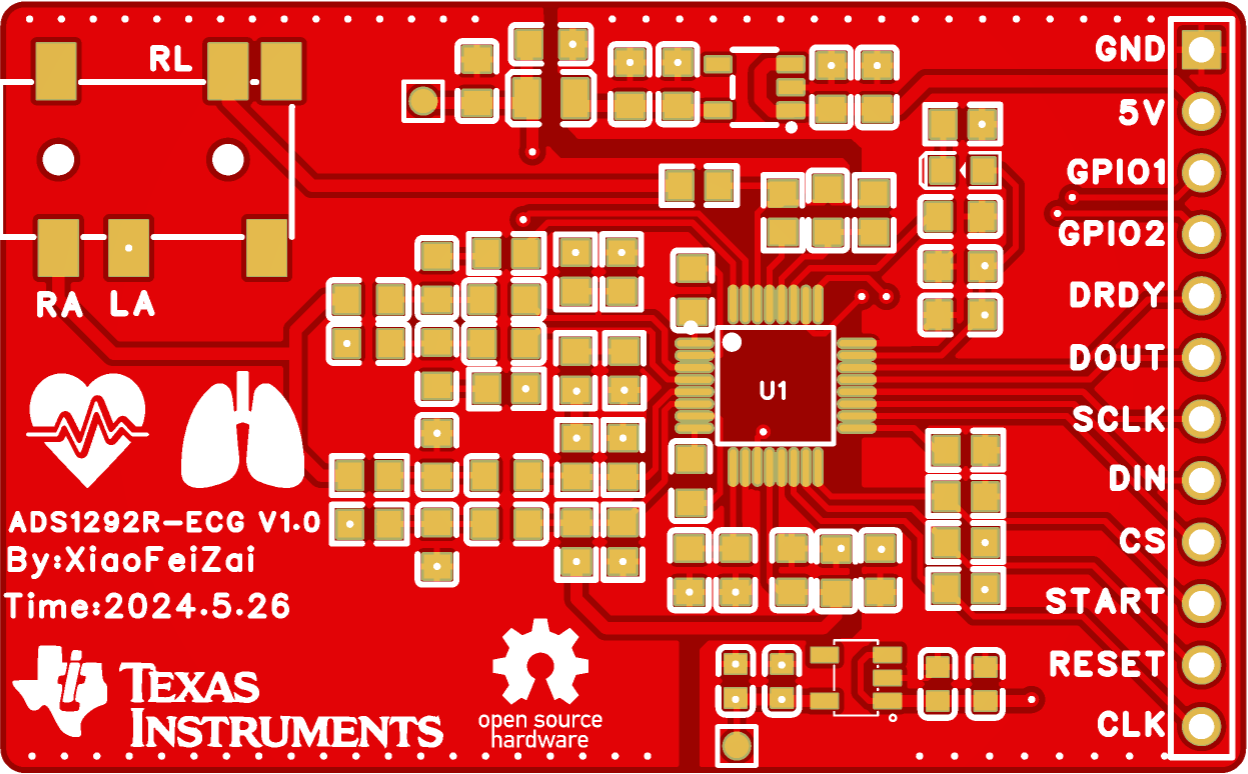 RL
RA LA
GND
5V
GPIO1
GPIO2
DRDY
DOUT
SCLK
DIN
CS
START
RESET
CLK
U1
ADS1292R-ECG V1.0
By:XiaoFeiZai
Time:2024.5.26
TEXAS
INSTRUMENTS
open source
hardware